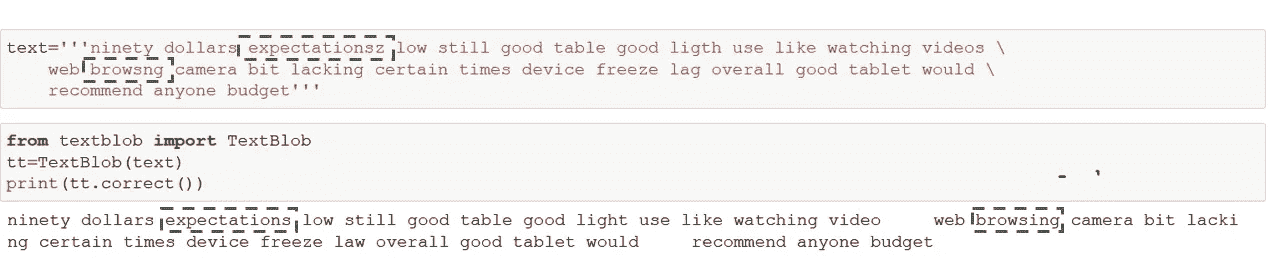 text='''ninety dollars expectationsz low still good table good ligth use like watching videos \
web browsng camera bit lacking certain times device freeze lag overall good tablet would \
recommend anyone budget'''
from textblob import TextBlob
tt=TextBlob(text)
print(tt.correct())
ninety dollars expectations low still good table good light use like watching video web browsing camera bit lacki
ng certain times device freeze law overall good tablet would recommend anyone budget